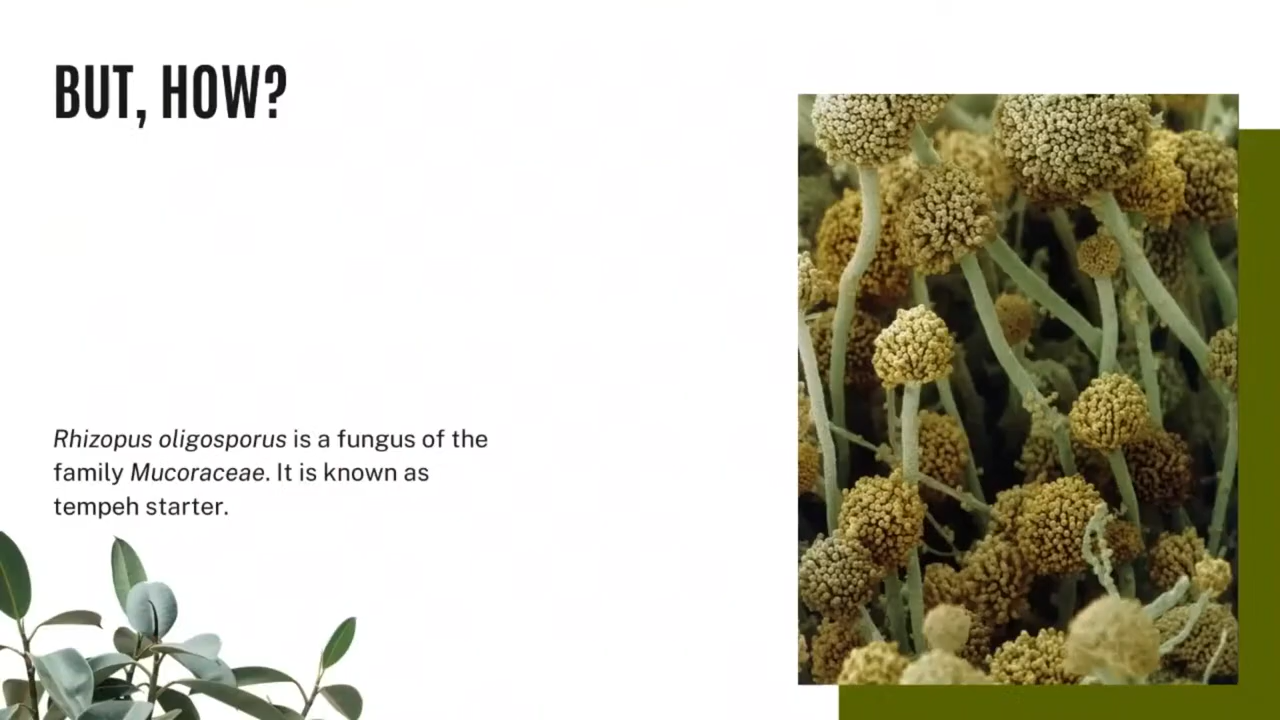 BUT, HOW?
Rhizopus oligosporus is a fungus of the
family Mucoraceae. It is known as
tempeh starter.